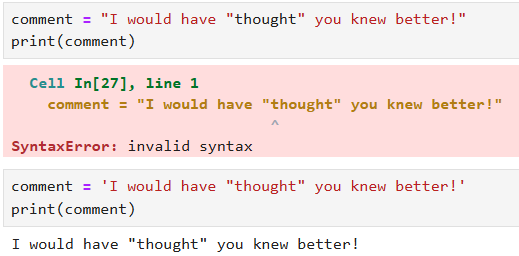 comment = "I would have "thought" you knew better!"
print(comment)
Cell In[27], line 1
comment = "I would have "thought" you knew better!"
^
SyntaxError: invalid syntax
comment = 'I would have "thought" you knew better!'
print(comment)
I would have "thought" you knew better!